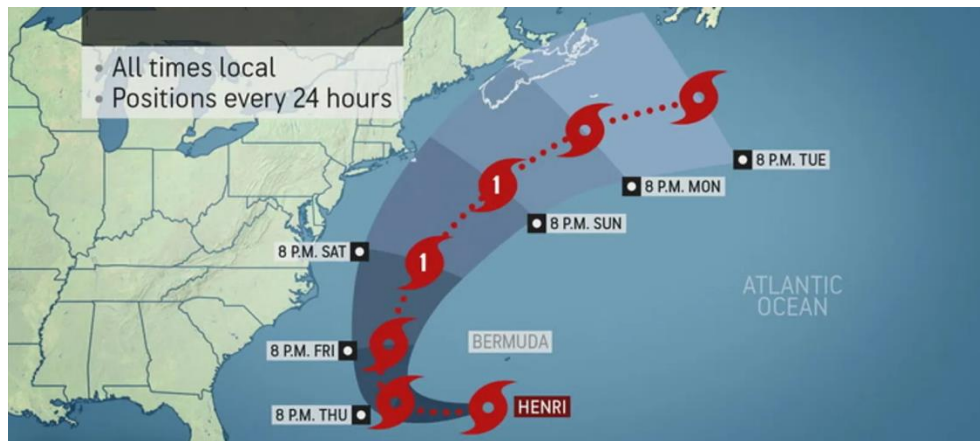 • All times local
• Positions every 24 hours
8 P.M. TUE
8 P.M. MON
1
8 P.M. SUN
8 P.M. SAT
1
ATLANTIC
OCEAN
BERMUDA
8 P.M. FRI
HENRI
8 P.M. THU